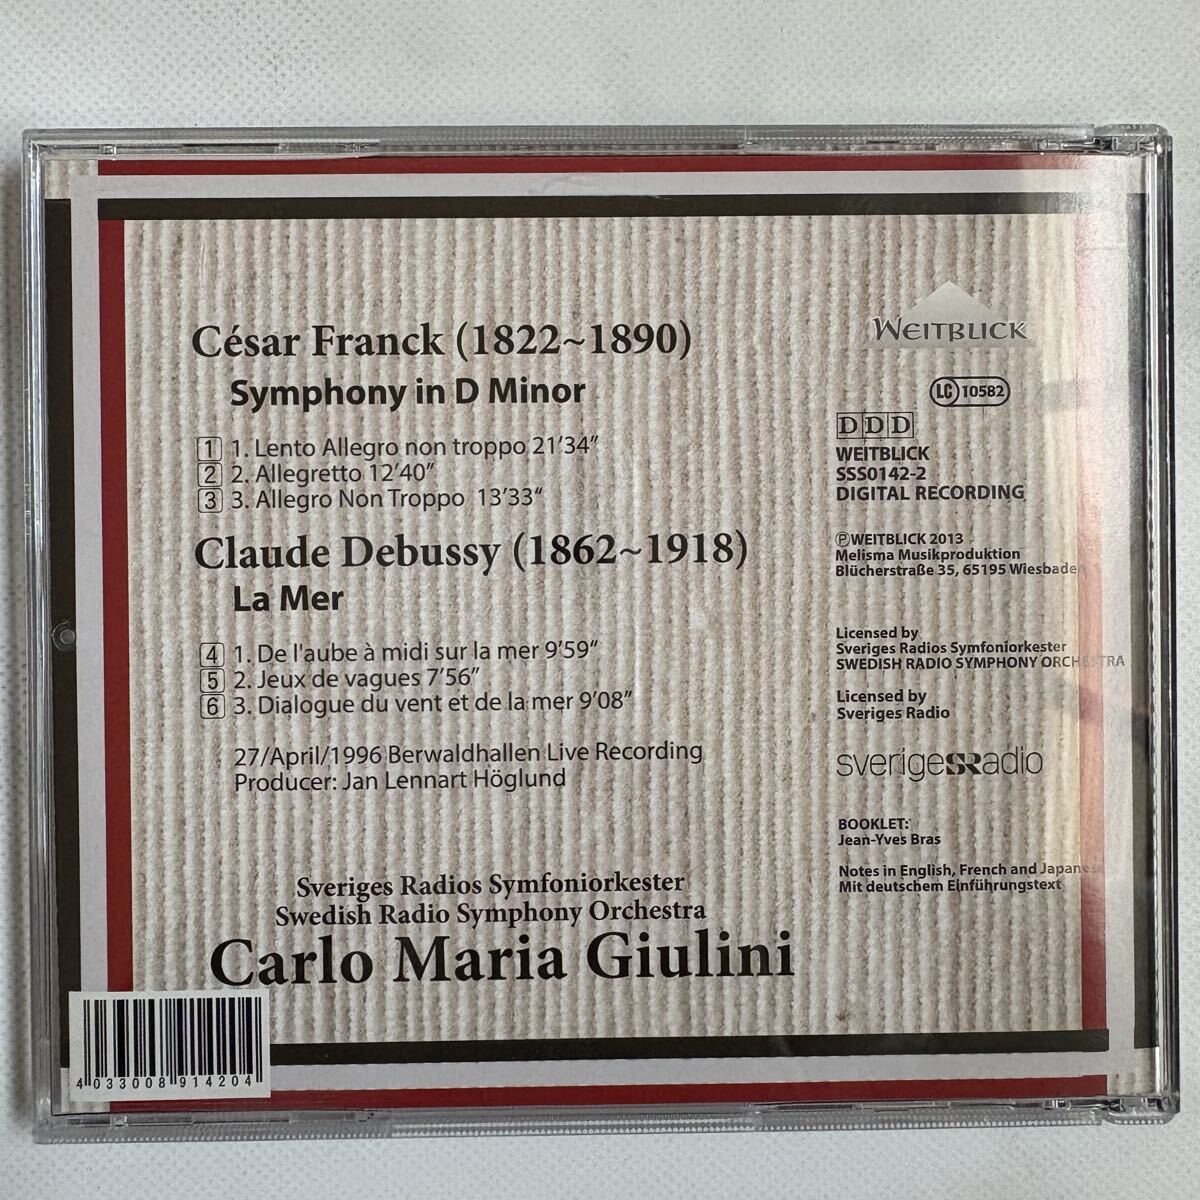 César Franck (1822~1890)
Symphony in D Minor
1 1. Lento Allegro non troppo 21'34"
2 2. Allegretto 12'40"
3 3. Allegro Non Troppo 13'33"
Claude Debussy (1862~1918)
La Mer
4 1. De l'aube à midi sur la mer 9'59"
5 2. Jeux de vagues 7'56"
6 3. Dialogue du vent et de la mer 9'08"
27/April/1996 Berwaldhallen Live Recording
Producer: Jan Lennart Höglund
Sveriges Radios Symfoniorkester
Swedish Radio Symphony Orchestra
Carlo Maria Giulini
4 033008 914204
WEITBLICK
LC 10582
DDD
WEITBLICK
SSS0142-2
DIGITAL RECORDING
℗WEITBLICK 2013
Melisma Musikproduktion
Blücherstraße 35, 65195 Wiesbaden
Licensed by
Sveriges Radios Symfoniorkester
SWEDISH RADIO SYMPHONY ORCHESTRA
Licensed by
Sveriges Radio
sverigeSRadio
BOOKLET:
Jean-Yves Bras
Notes in English, French and Japanese
Mit deutschem Einführungstext